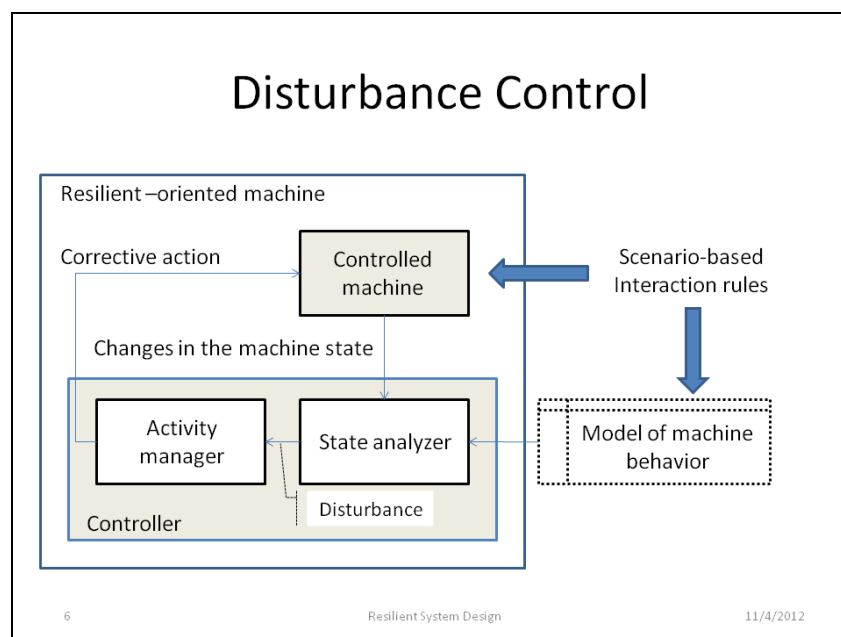 Disturbance Control
Resilient –oriented machine
Corrective action
Controlled
machine
Scenario-based
Interaction rules
Changes in the machine state
Activity
manager
State analyzer
Model of machine
behavior
Disturbance
Controller
6
Resilient System Design
11/4/2012